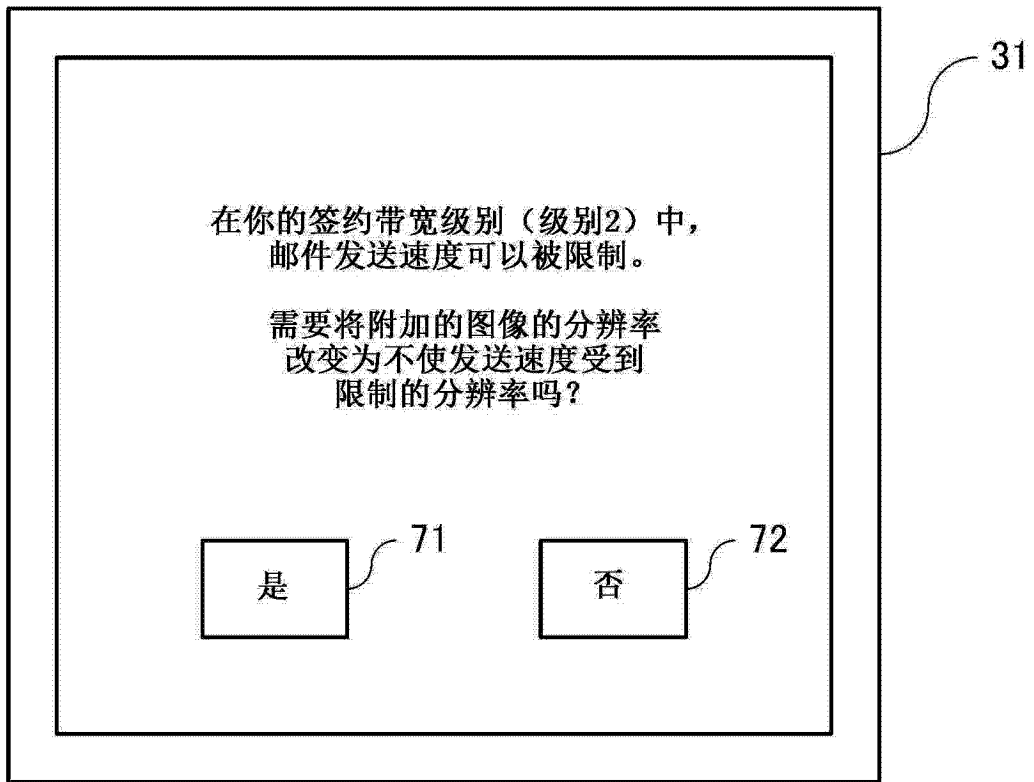 31
在你的签约带宽级别（级别2）中，
邮件发送速度可以被限制。
需要将附加的图像的分辨率
改变为不使发送速度受到
限制的分辨率吗？
71
72
是
否